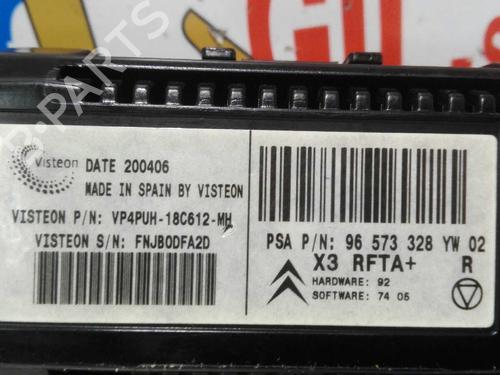 Visteon DATE 200406
MADE IN SPAIN BY VISTEON
VISTEON P/N: VP4PUH-18C612-MH
VISTEON S/N: FNJBODFA2D
PSA P/N: 96 573 328 YW 02
X3 RFTA+ R
HARDWARE: 92
SOFTWARE: 74 05
PARTS